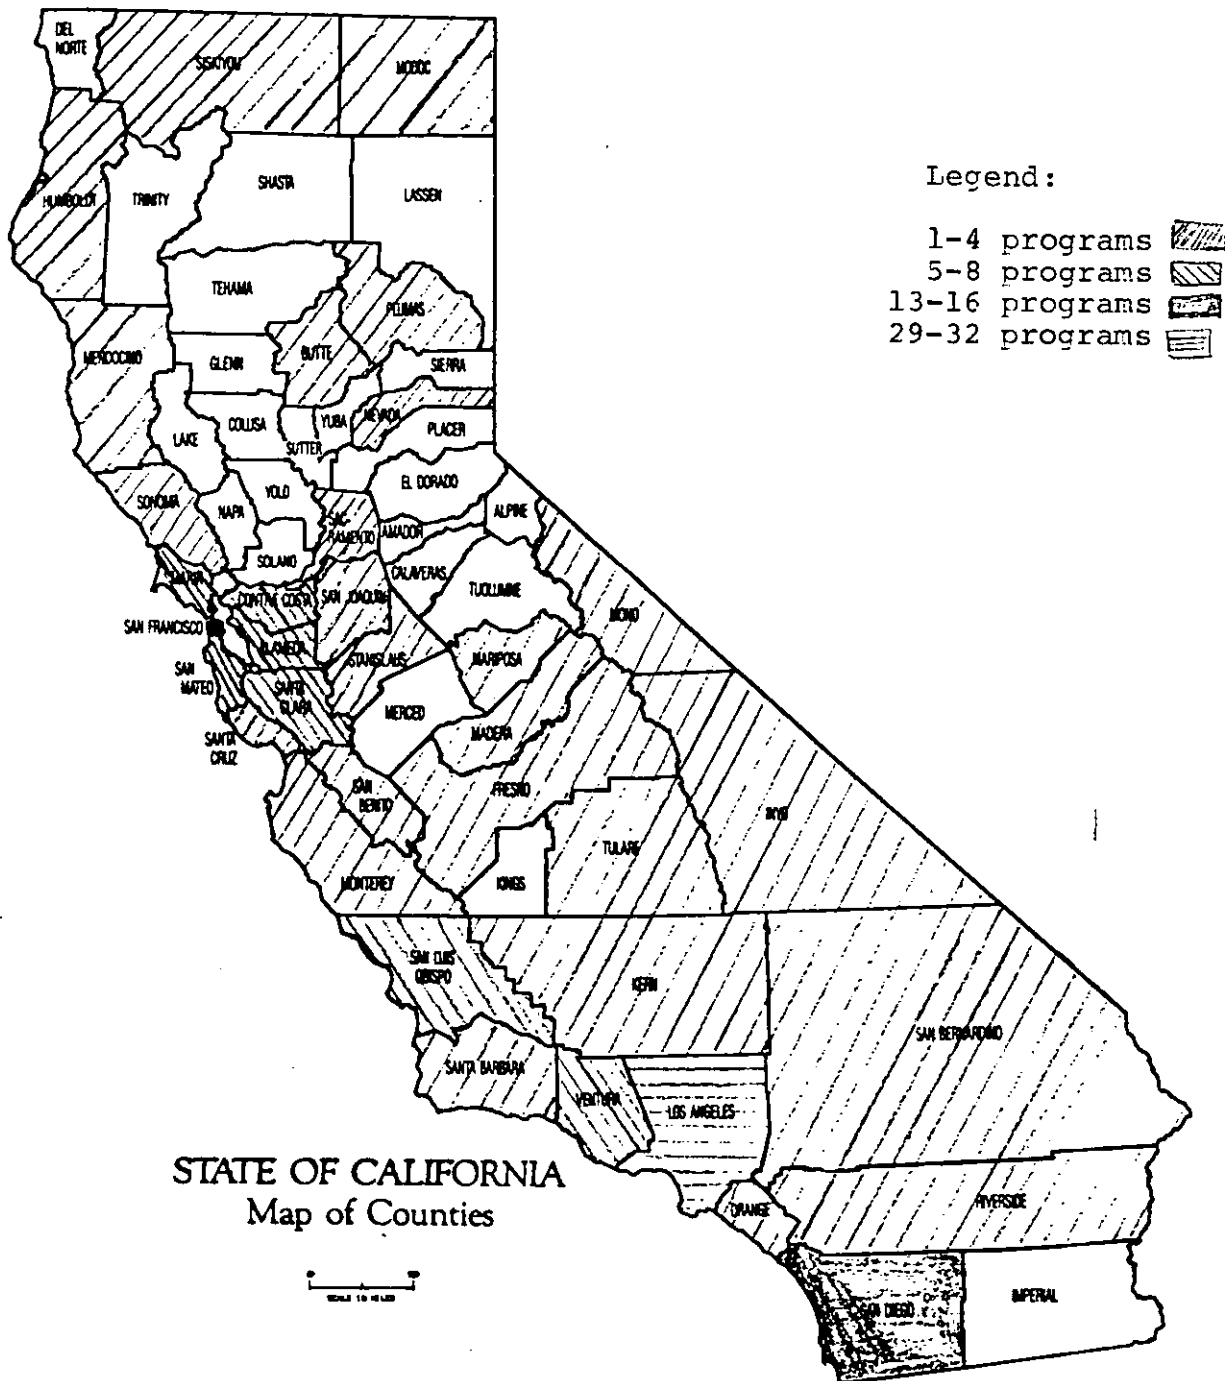 DEL
NORTE
SISKIYOU
MODOC
HUMBOLDT
TRINITY
SHASTA
LASSEN
Legend:
1-4 programs
5-8 programs
13-16 programs
29-32 programs
TEHAMA
PLUMAS
MENDOCINO
GLENN
BUTTE
SIERRA
LAKE
COLUSA
SUTTER
YUBA
NEVADA
PLACER
SONOMA
NAPA
YOLO
SAC-
RAMENTO
EL DORADO
AMADOR
ALPINE
SOLANO
MARIN
CONTRA COSTA
SAN JOAQUIN
CALAVERAS
TUOLUMNE
MONO
SAN FRANCISCO
ALAMEDA
STANISLAUS
MARIPOSA
SAN
MATEO
SANTA
CLARA
MERCED
MADERA
SANTA
CRUZ
SAN
BENITO
FRESNO
INYO
MONTEREY
KINGS
TULARE
SAN LUIS
OBISPO
KERN
SAN BERNARDINO
SANTA BARBARA
VENTURA
LOS ANGELES
STATE OF CALIFORNIA
Map of Counties
ORANGE
RIVERSIDE
SAN DIEGO
IMPERIAL